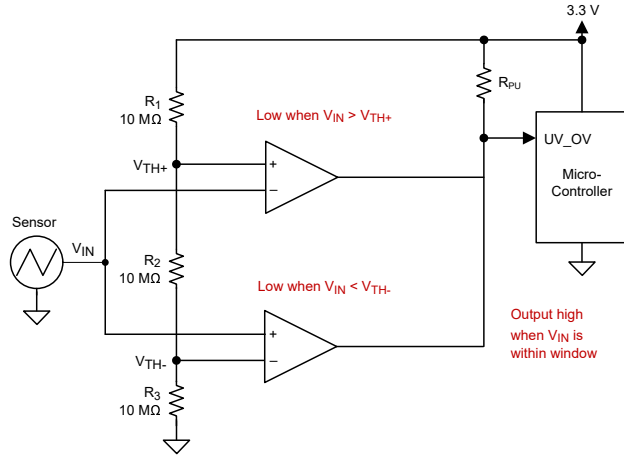 3.3 V
R1
10 MΩ
RPU
Low when VIN > VTH+
UV_OV
Micro-
Controller
VTH+
+
−
Sensor
VIN
R2
10 MΩ
Low when VIN < VTH-
+
−
Output high
when VIN is
within window
VTH-
R3
10 MΩ